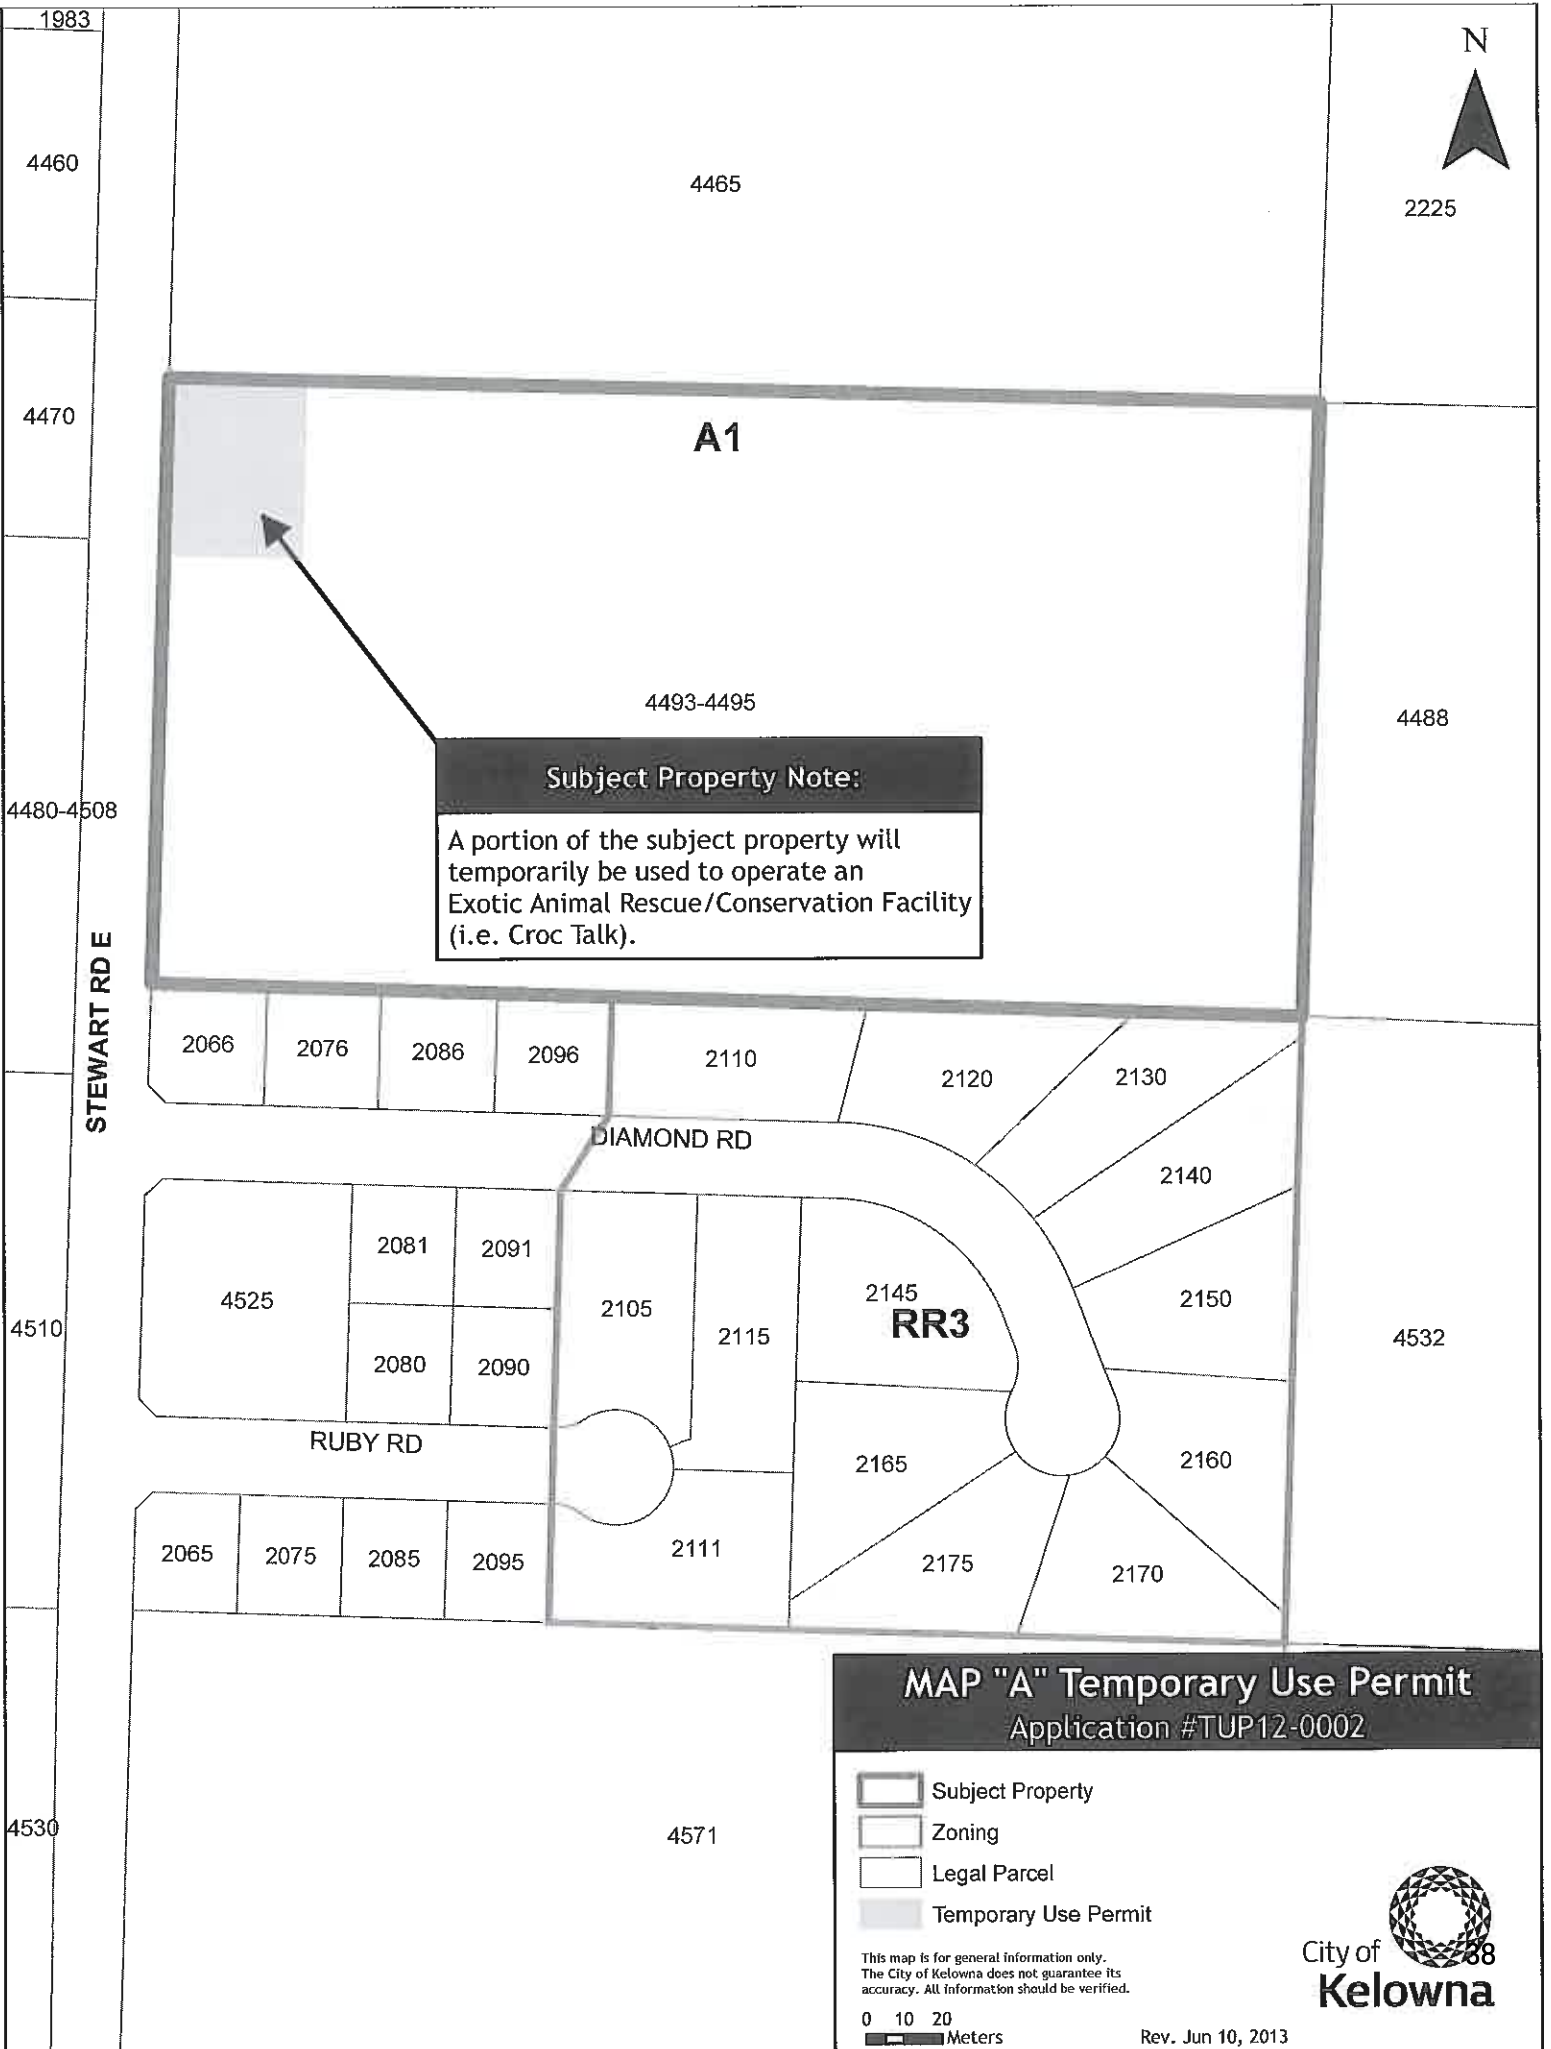 1983
N
4460
4465
2225
4470
A1
4493-4495
4488
Subject Property Note:
4480-4508
A portion of the subject property will
temporarily be used to operate an
Exotic Animal Rescue/Conservation Facility
(i.e. Croc Talk).
STEWART RD E
2066
2076
2086
2096
2110
2120
2130
DIAMOND RD
2140
2081
2091
4525
2105
2145
2150
4510
2115
RR3
4532
2080
2090
RUBY RD
2165
2160
2065
2075
2085
2095
2111
2175
2170
MAP "A" Temporary Use Permit
Application #TUP12-0002
Subject Property
4530
4571
Zoning
Legal Parcel
Temporary Use Permit
This map is for general information only.
The City of Kelowna does not guarantee its
accuracy. All information should be verified.
City of
38
Kelowna
0 10 20
Meters
Rev. Jun 10, 2013